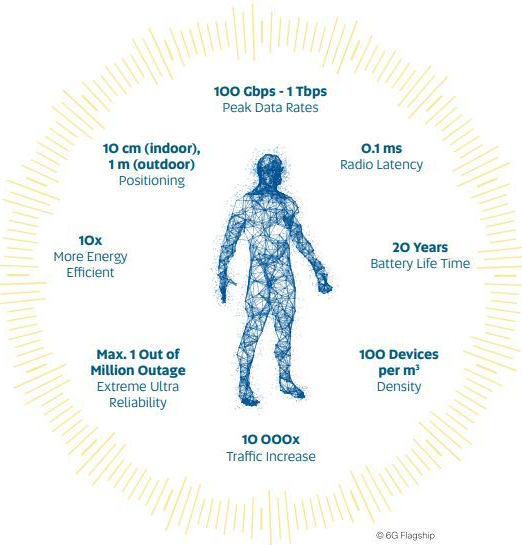 100 Gbps - 1 Tbps
Peak Data Rates
10 cm (indoor),
1 m (outdoor)
Positioning
0.1 ms
Radio Latency
10x
More Energy
Efficient
20 Years
Battery Life Time
Max. 1 Out of
Million Outage
Extreme Ultra
Reliability
100 Devices
per m³
Density
10 000x
Traffic Increase
© 6G Flagship